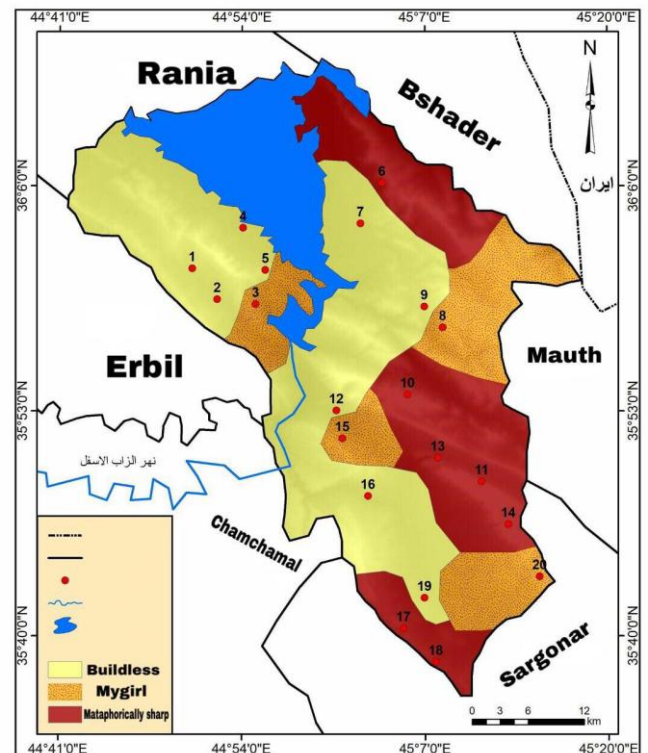 44°41'0"E 44°54'0"E 45°7'0"E 45°20'0"E
N
Rania
Bshader
ايران
36°6'0"N 36°6'0"N
6
4
7
1
5
2
3
9
8
Erbil
Mauth
10
35°53'0"N 35°53'0"N
12
15
13
نهر الزاب الاسفل
11
16
14
Chamchamal
20
19
17
35°40'0"N 35°40'0"N
18
Sargonar
Buildless
Mygirl
Mataphorically sharp
0 3 6 12
km
44°41'0"E 44°54'0"E 45°7'0"E 45°20'0"E